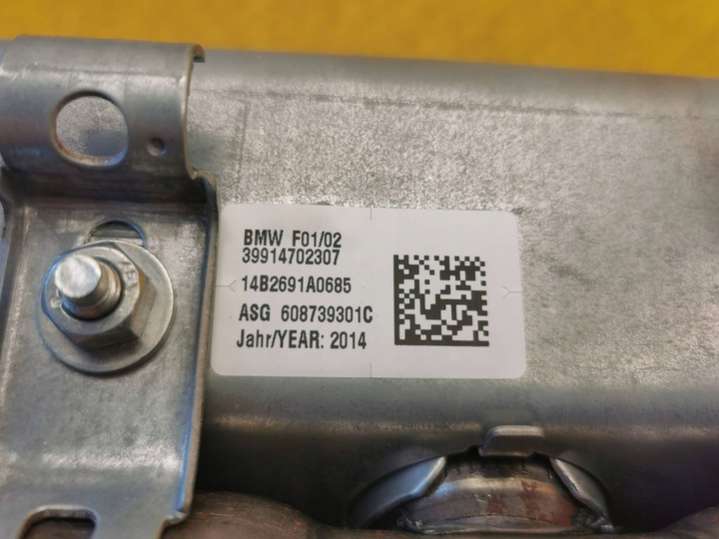 BMW F01/02
39914702307
14B2691A0685
ASG 608739301C
Jahr/YEAR: 2014